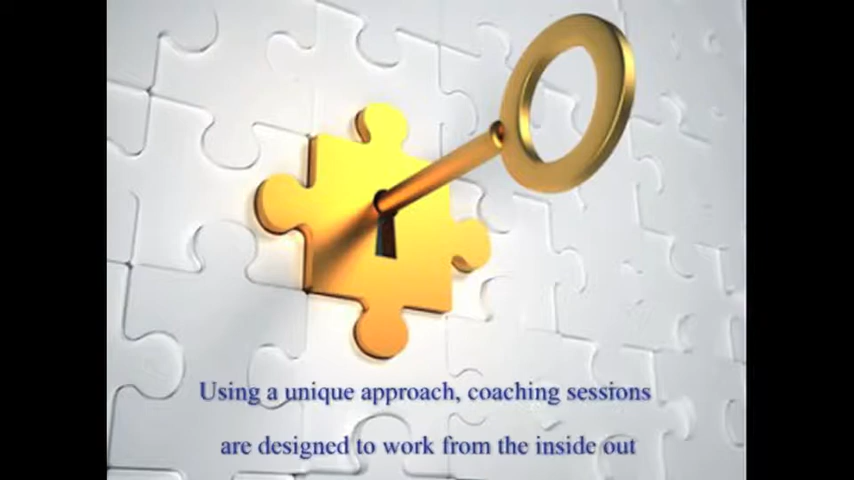 Using a unique approach, coaching sessions
are designed to work from the inside out